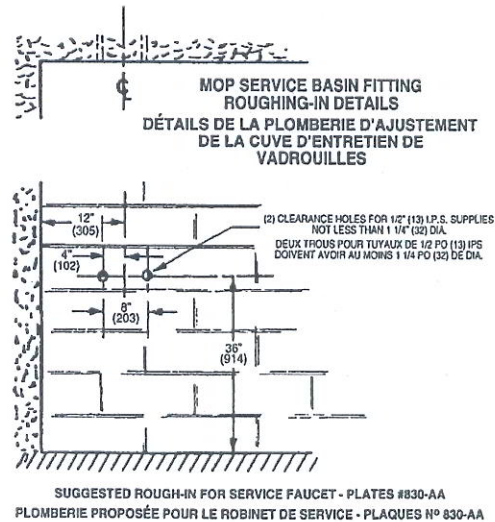 ℄
MOP SERVICE BASIN FITTING
ROUGHING-IN DETAILS
DÉTAILS DE LA PLOMBERIE D'AJUSTEMENT
DE LA CUVE D'ENTRETIEN DE
VADROUILLES
12"
(305)
(2) CLEARANCE HOLES FOR 1/2" (13) I.P.S. SUPPLIES
NOT LESS THAN 1 1/4" (32) DIA.
DEUX TROUS POUR TUYAUZ DE 1/2 PO (13) IPS
DOIVENT AVOIR AU MOINS 1 1/4 PO (32) DE DIA.
4"
(102)
8"
(203)
36"
(914)
SUGGESTED ROUGH-IN FOR SERVICE FAUCET - PLATES #830-AA
PLOMBERIE PROPOSÉE POUR LE ROBINET DE SERVICE - PLAQUES Nº 830-AA